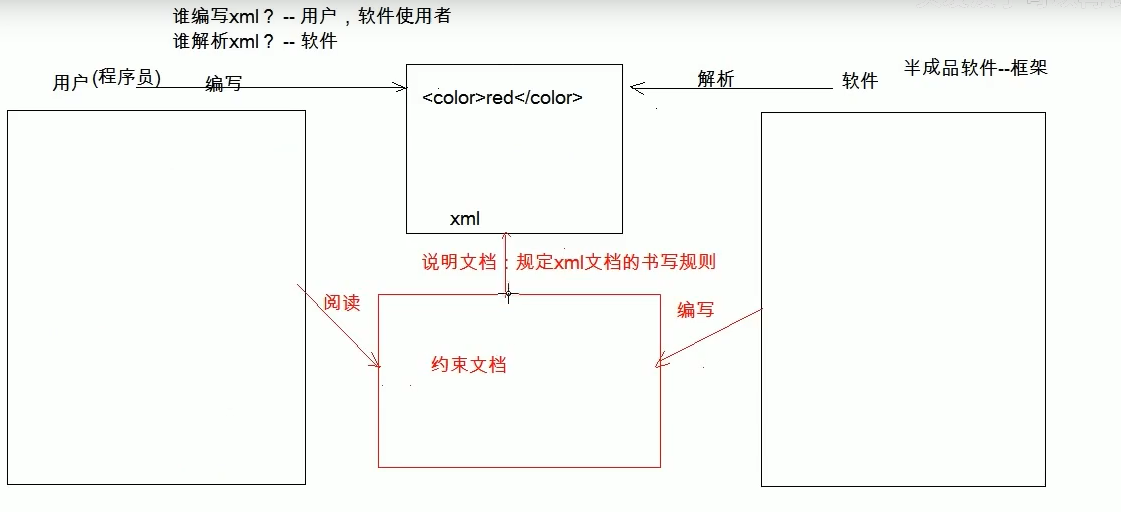 谁编写xml？ -- 用户，软件使用者
谁解析xml？ -- 软件
用户(程序员) 编写
解析 软件 半成品软件--框架
<color>red</color>
xml
说明文档：规定xml文档的书写规则
阅读 编写
约束文档